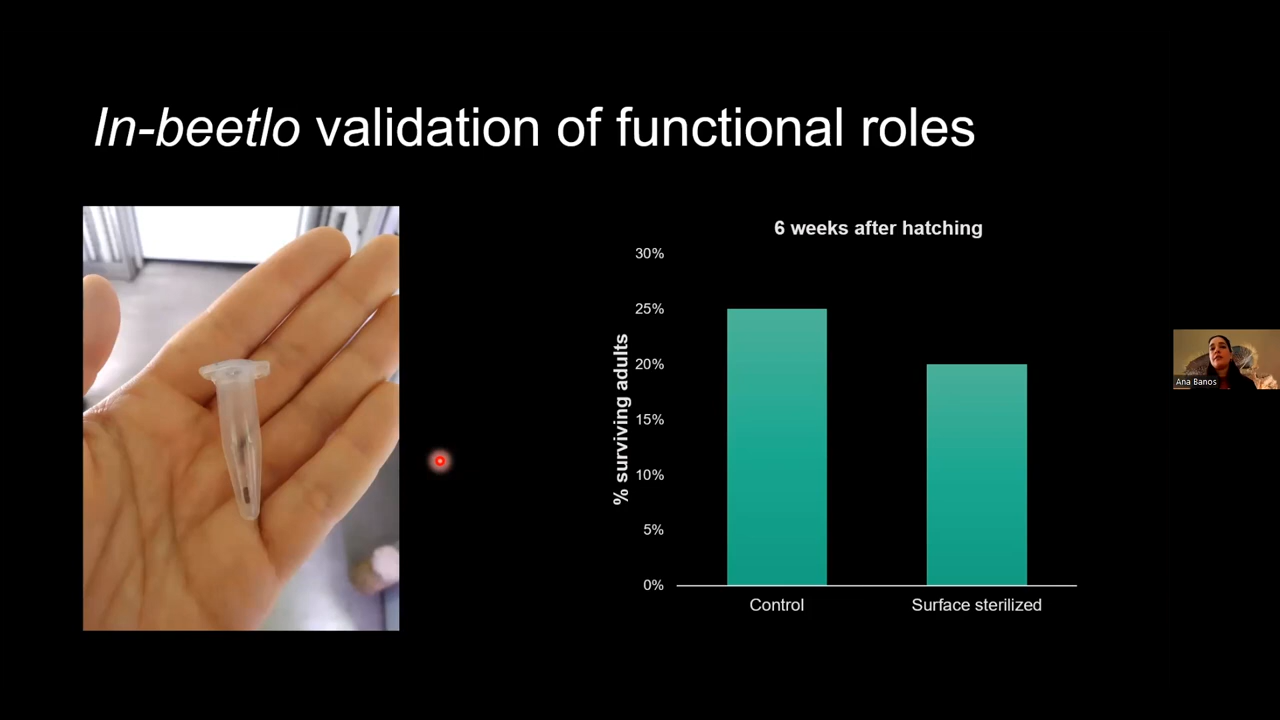 In-beetlo validation of functional roles
6 weeks after hatching
% surviving adults
30%
25%
20%
15%
10%
5%
0%
Control
Surface sterilized
Ana Banos